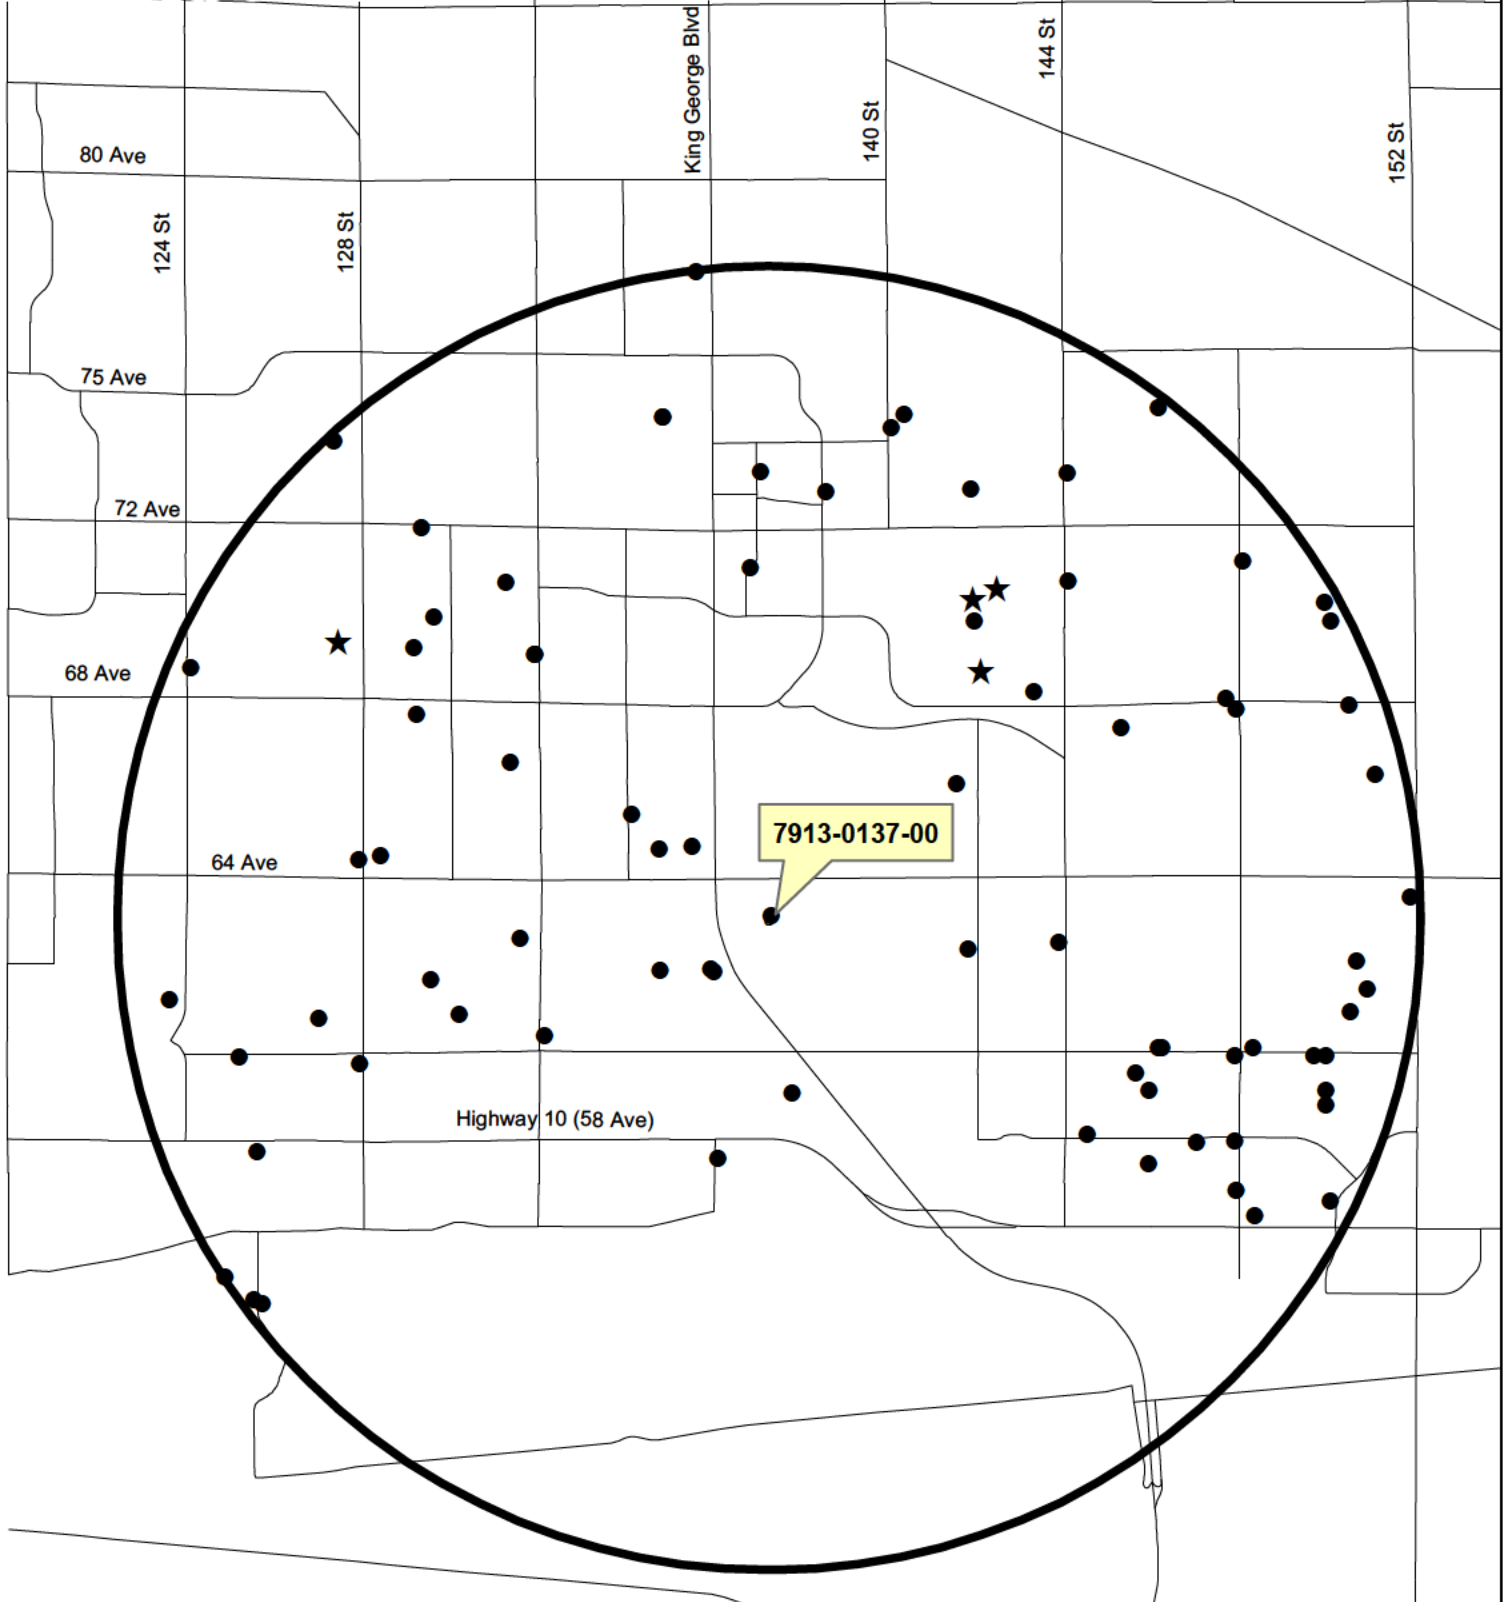 King George Blvd
144 St
140 St
152 St
80 Ave
124 St
128 St
75 Ave
72 Ave
68 Ave
7913-0137-00
64 Ave
Highway 10 (58 Ave)